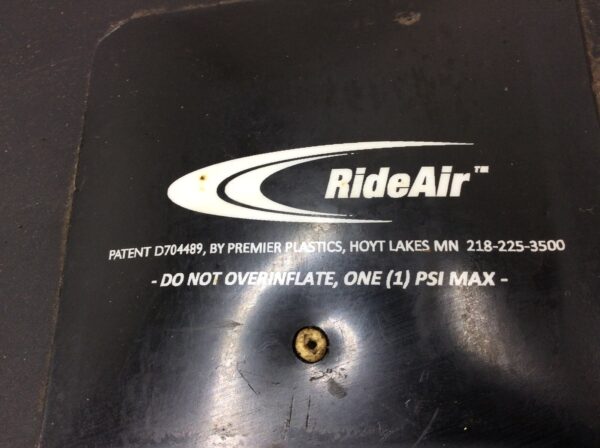 RideAir™
PATENT D704489, BY PREMIER PLASTICS, HOYT LAKES MN 218-225-3500
- DO NOT OVERINFLATE, ONE (1) PSI MAX -